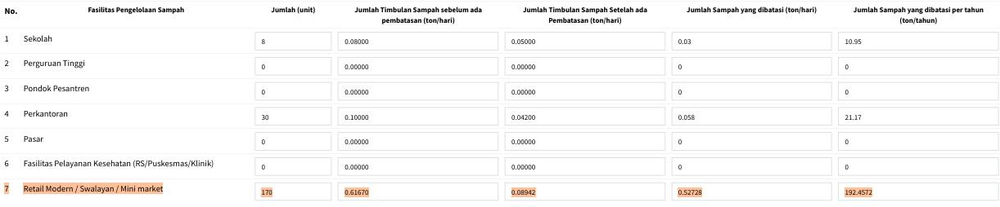 No. Fasilitas Pengelolaan Sampah Jumlah (unit) Jumlah Timbulan Sampah sebelum ada pembatasan (ton/hari) Jumlah Timbulan Sampah Setelah ada Pembatasan (ton/hari) Jumlah Sampah yang dibatasi (ton/hari) Jumlah Sampah yang dibatasi per tahun (ton/tahun)
1 Sekolah 8 0.08000 0.05000 0.03 10.95
2 Perguruan Tinggi 0 0.00000 0.00000 0 0
3 Pondok Pesantren 0 0.00000 0.00000 0 0
4 Perkantoran 30 0.10000 0.04200 0.058 21.17
5 Pasar 0 0.00000 0.00000 0 0
6 Fasilitas Pelayanan Kesehatan (RS/Puskesmas/Klinik) 0 0.00000 0.00000 0 0
7 Retail Modern / Swalayan / Mini market 170 0.61670 0.08942 0.52728 192.4572